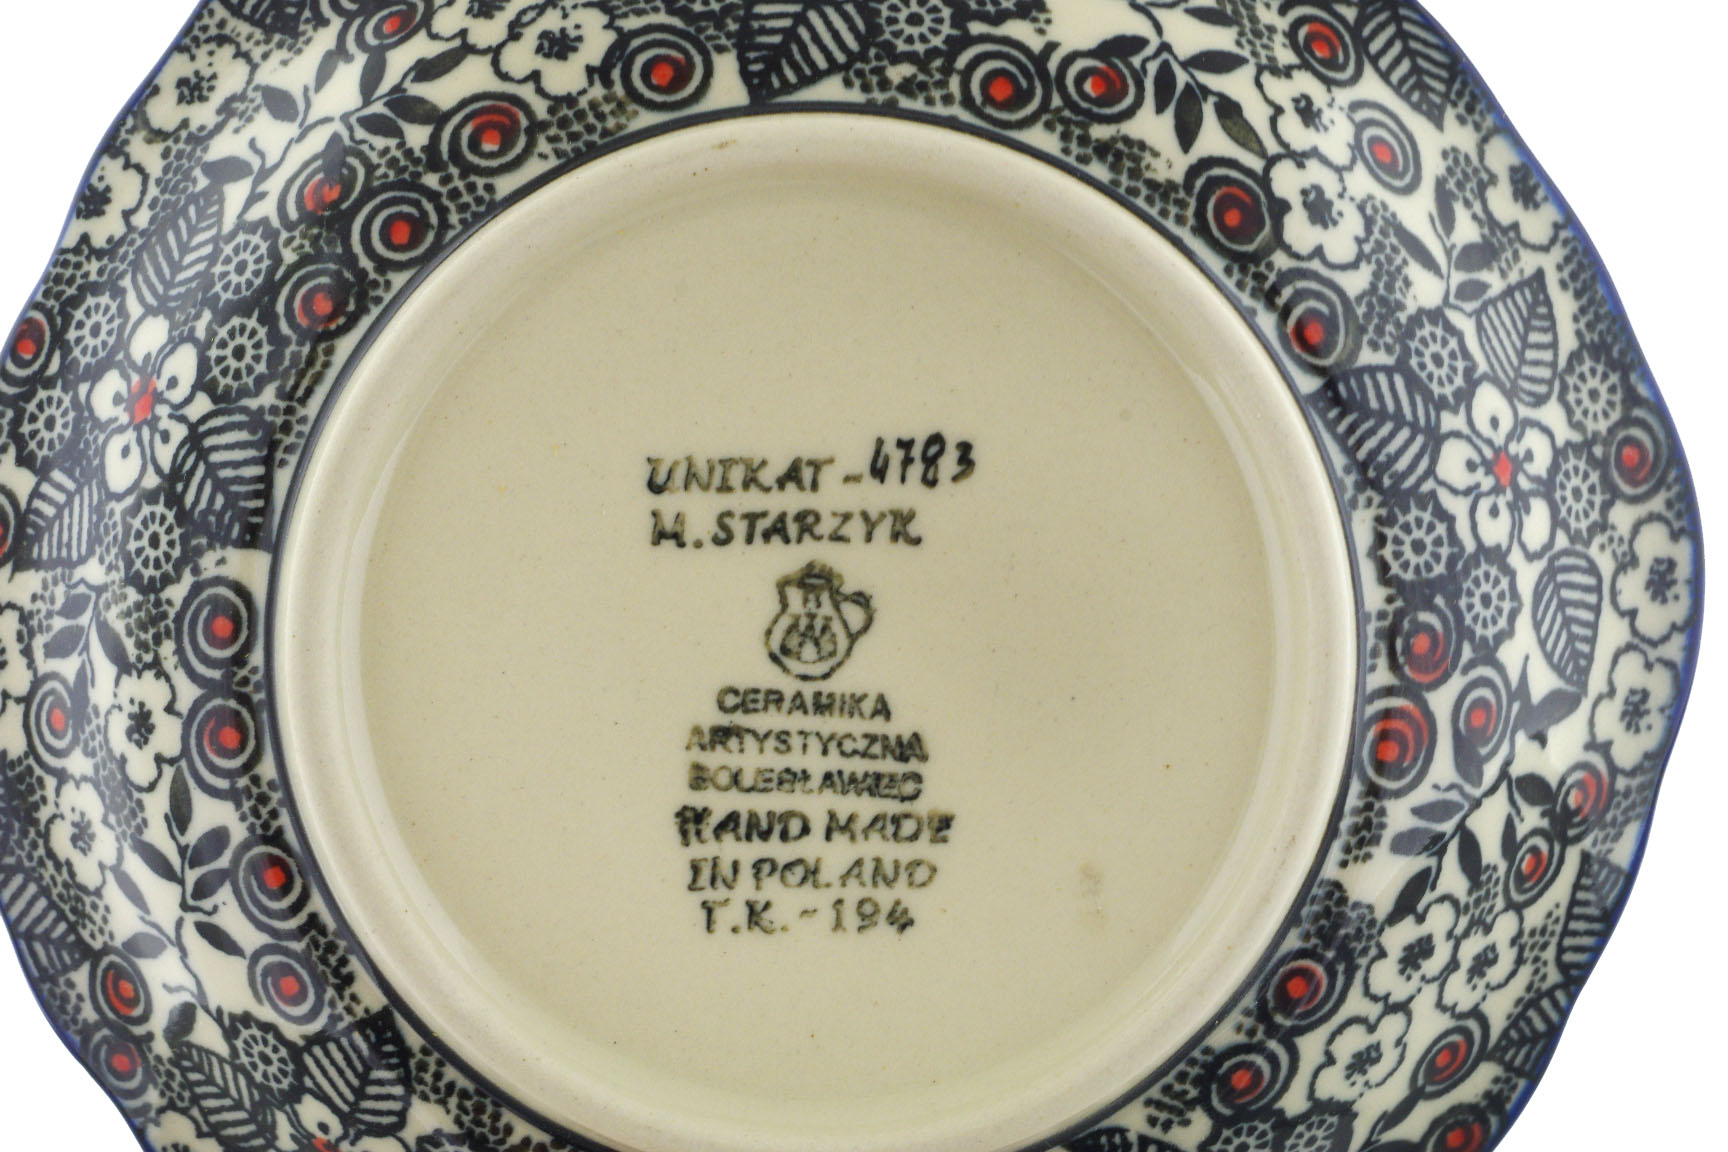 UNIKAT-4783
M. STARZYK
CERAMIKA
ARTYSTYCZNA
BOLESŁAWIEC
HAND MADE
IN POLAND
T.K.-194